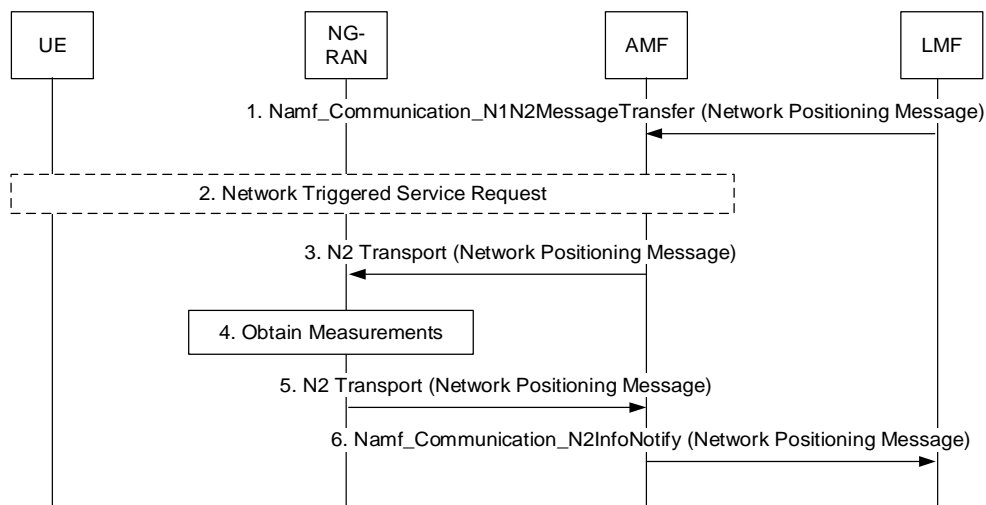 UE
NG-
RAN
AMF
LMF
1. Namf_Communication_N1N2MessageTransfer (Network Positioning Message)
2. Network Triggered Service Request
3. N2 Transport (Network Positioning Message)
4. Obtain Measurements
5. N2 Transport (Network Positioning Message)
6. Namf_Communication_N2InfoNotify (Network Positioning Message)